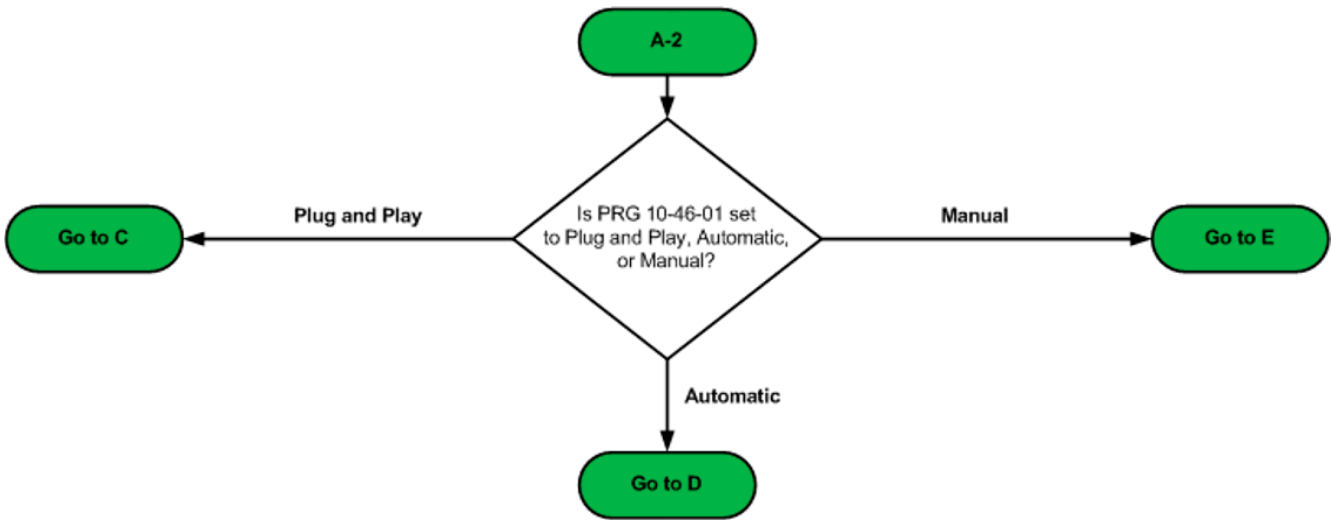 A-2
Plug and Play
Manual
Is PRG 10-46-01 set
to Plug and Play, Automatic,
or Manual?
Go to C
Go to E
Automatic
Go to D